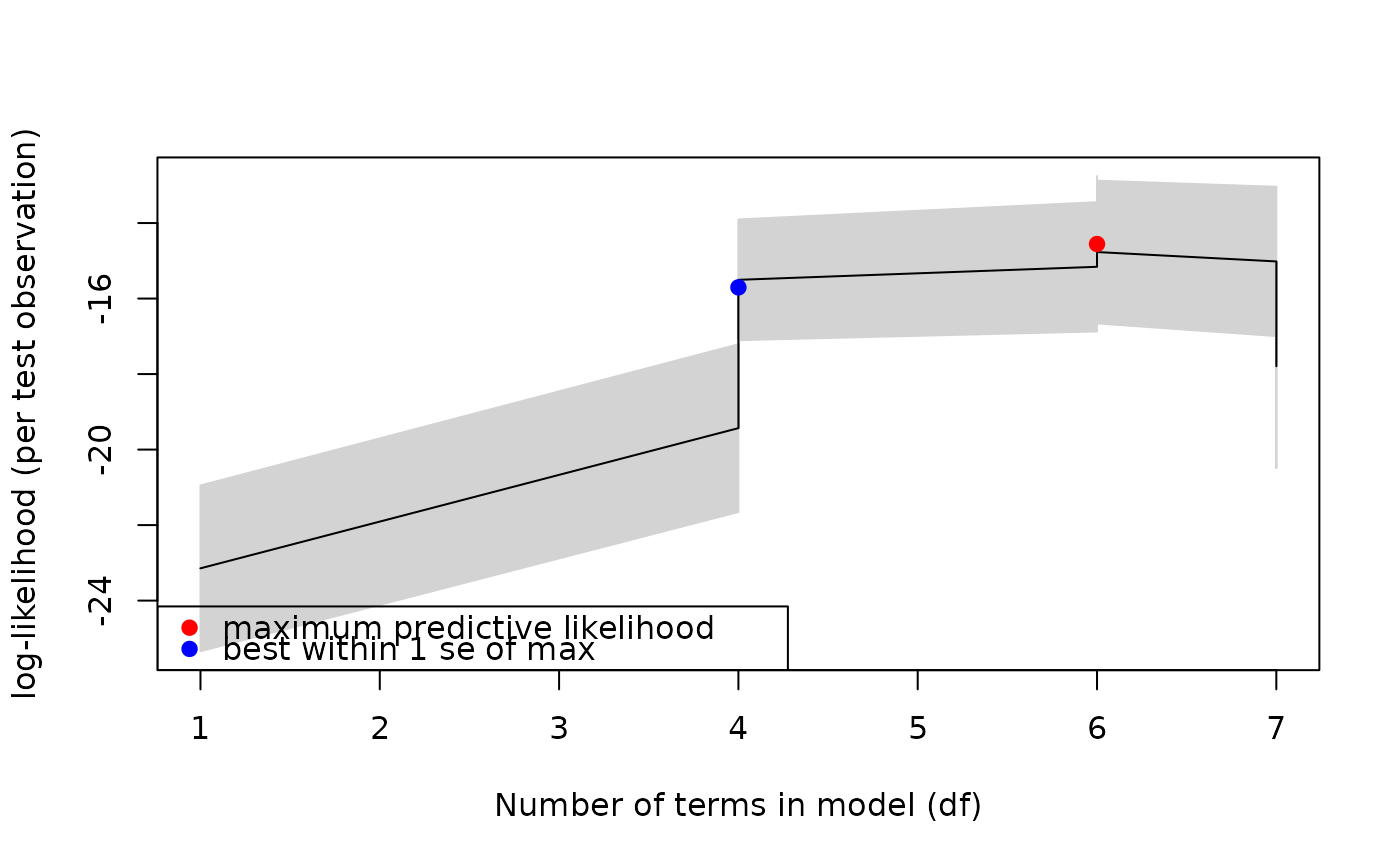 log-likelihood (per test observation)
-16
-20
-24
maximum predictive likelihood
best within 1 se of max
1 2 3 4 5 6 7
Number of terms in model (df)